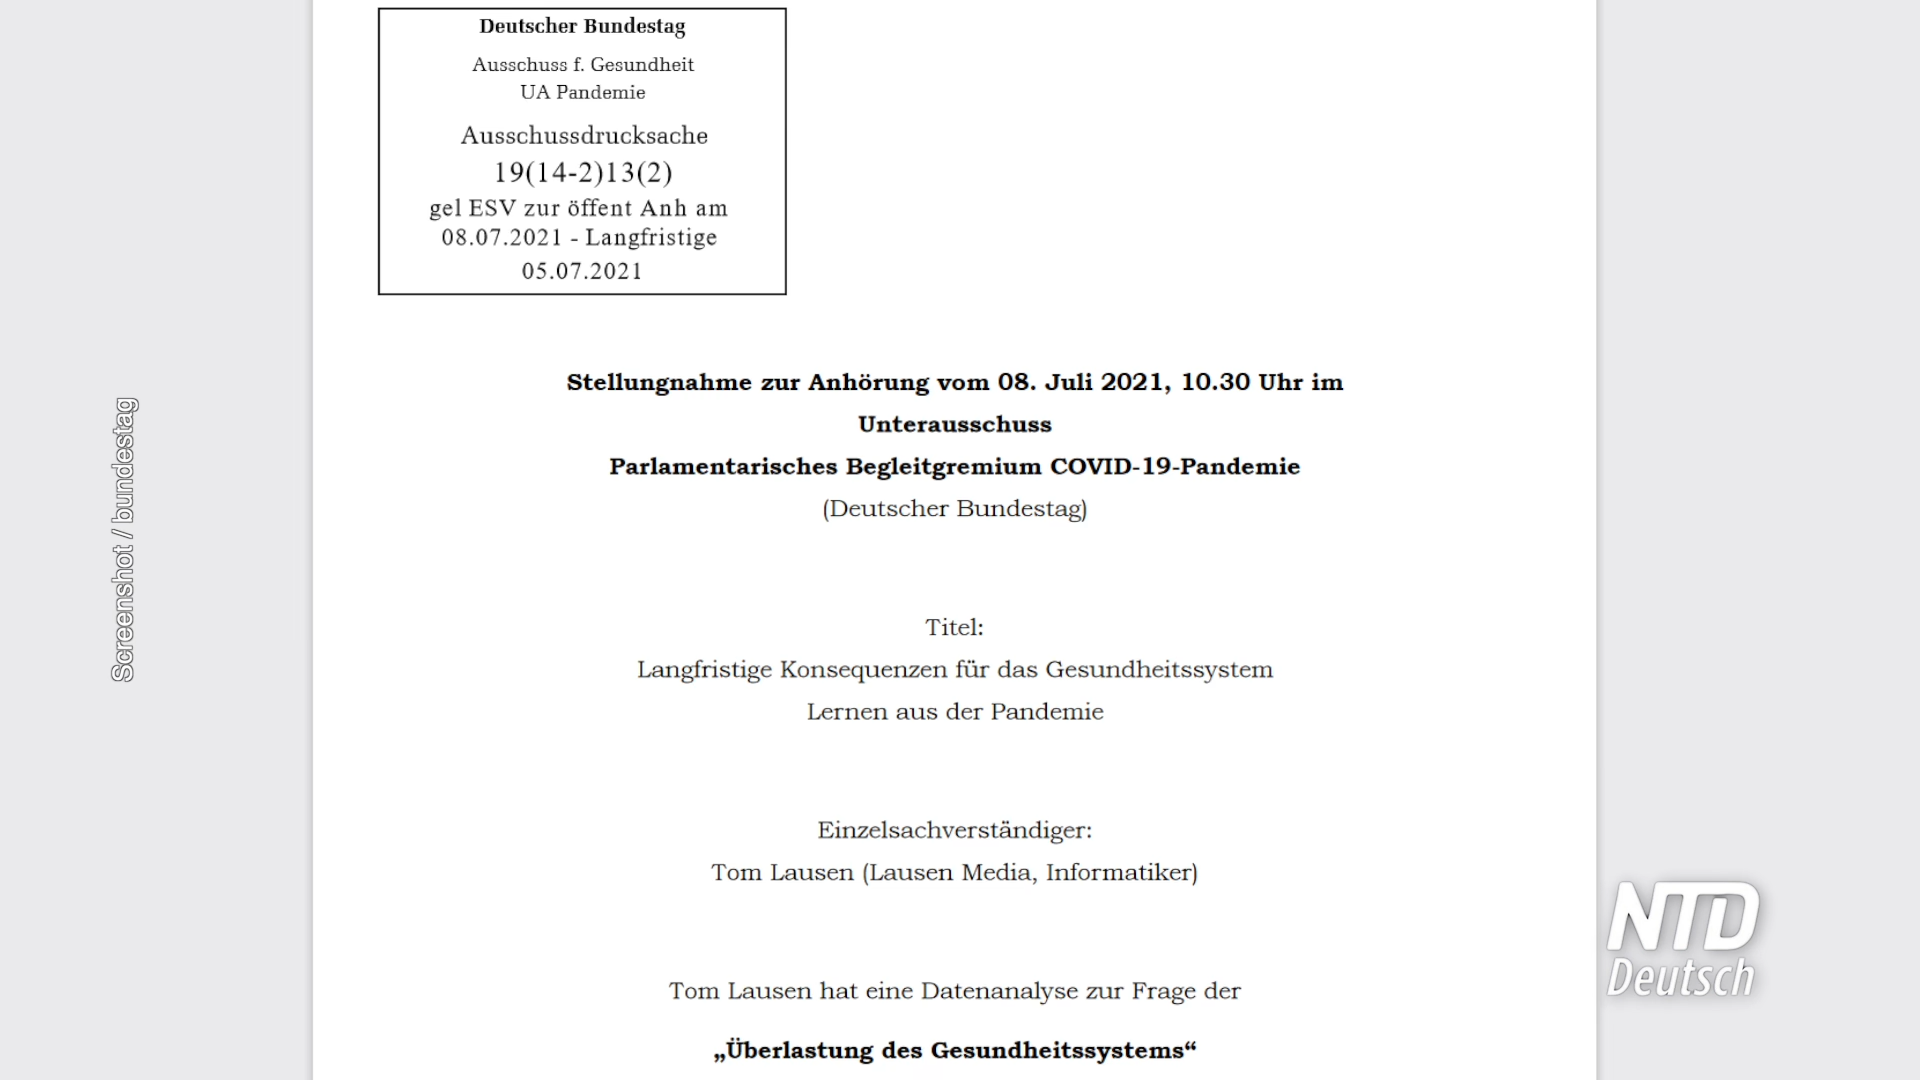 Deutscher Bundestag
Ausschuss f. Gesundheit
UA Pandemie
Ausschussdrucksache
19(14-2)13(2)
gel ESV zur öffent Anh am
08.07.2021 - Langfristige
05.07.2021
Stellungnahme zur Anhörung vom 08. Juli 2021, 10.30 Uhr im
Unterausschuss
Parlamentarisches Begleitgremium COVID-19-Pandemie
(Deutscher Bundestag)
Titel:
Langfristige Konsequenzen für das Gesundheitssystem
Lernen aus der Pandemie
Einzelsachverständiger:
Tom Lausen (Lausen Media, Informatiker)
Tom Lausen hat eine Datenanalyse zur Frage der
„Überlastung des Gesundheitssystems“
Screenshot / bundestag
NTD
Deutsch